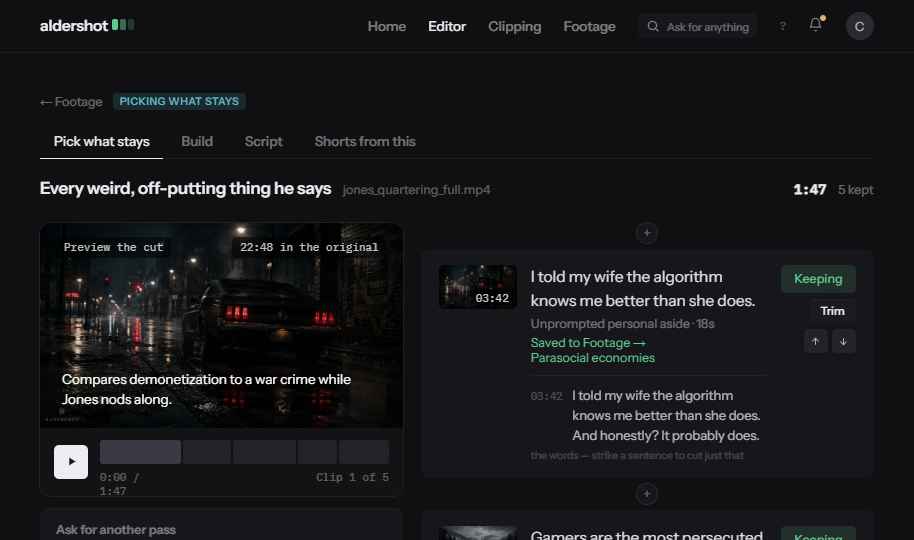 aldershot
Home Editor Clipping Footage Ask for anything ? C
← Footage PICKING WHAT STAYS
Pick what stays Build Script Shorts from this
Every weird, off-putting thing he says jones_quartering_full.mp4 1:47 5 kept
Preview the cut 22:48 in the original
Compares demonetization to a war crime while
Jones nods along.
0:00 /
1:47
Clip 1 of 5
Ask for another pass
+
03:42
I told my wife the algorithm
knows me better than she does.
Unprompted personal aside · 18s
Saved to Footage →
Parasocial economies
Keeping
Trim
↑ ↓
03:42 I told my wife the algorithm
knows me better than she does.
And honestly? It probably does.
the words — strike a sentence to cut just that
+
Gamers are the most persecuted
Keeping